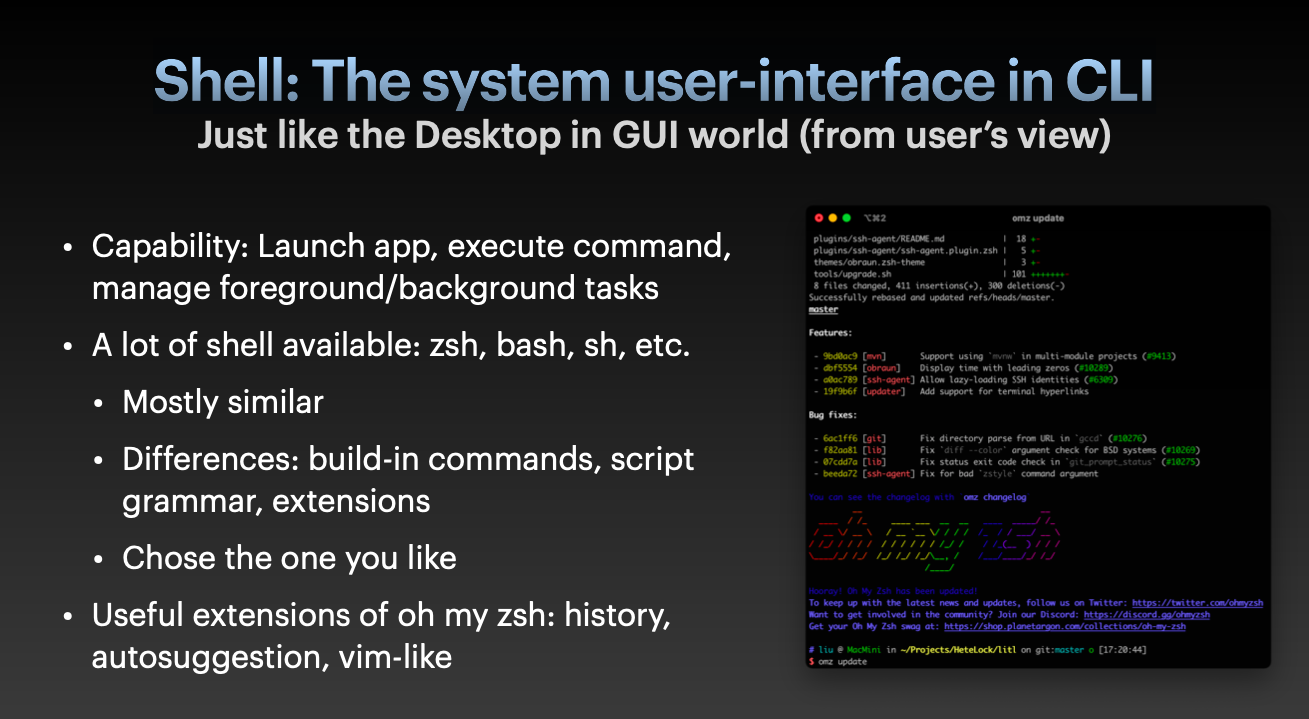 Shell: The system user-interface in CLI
Just like the Desktop in GUI world (from user's view)
• Capability: Launch app, execute command,
manage foreground/background tasks
• A lot of shell available: zsh, bash, sh, etc.
• Mostly similar
• Differences: build-in commands, script
grammar, extensions
• Chose the one you like
• Useful extensions of oh my zsh: history,
autosuggestion, vim-like
⌥⌘2 omz update
plugins/ssh-agent/README.md | 18 +-
plugins/ssh-agent/ssh-agent.plugin.zsh | 5 +-
themes/obraun.zsh-theme | 3 +-
tools/upgrade.sh | 101 +++++++-
8 files changed, 411 insertions(+), 300 deletions(-)
Successfully rebased and updated refs/heads/master.
master
Features:
- 9bd0ac9 [mvn] Support using `mvnw` in multi-module projects (#9413)
- dbf5554 [obraun] Display time with leading zeros (#10289)
- a0ac789 [ssh-agent] Allow lazy-loading SSH identities (#6309)
- 19f9b6f [updater] Add support for terminal hyperlinks
Bug fixes:
- 6ac1ff6 [git] Fix directory parse from URL in `gccd` (#10276)
- f82aa81 [lib] Fix `diff --color` argument check for BSD systems (#10269)
- 07cdd7a [lib] Fix status exit code check in `git_prompt_status` (#10275)
- beeda72 [ssh-agent] Fix for bad `zstyle` command argument
You can see the changelog with omz changelog
oh my zsh
Hooray! Oh My Zsh has been updated!
To keep up with the latest news and updates, follow us on Twitter: https://twitter.com/ohmyzsh
Want to get involved in the community? Join our Discord: https://discord.gg/ohmyzsh
Get your Oh My Zsh swag at: https://shop.planetargon.com/collections/oh-my-zsh
# liu @ MacMini in ~/Projects/HeteLock/litl on git:master o [17:20:44]
$ omz update